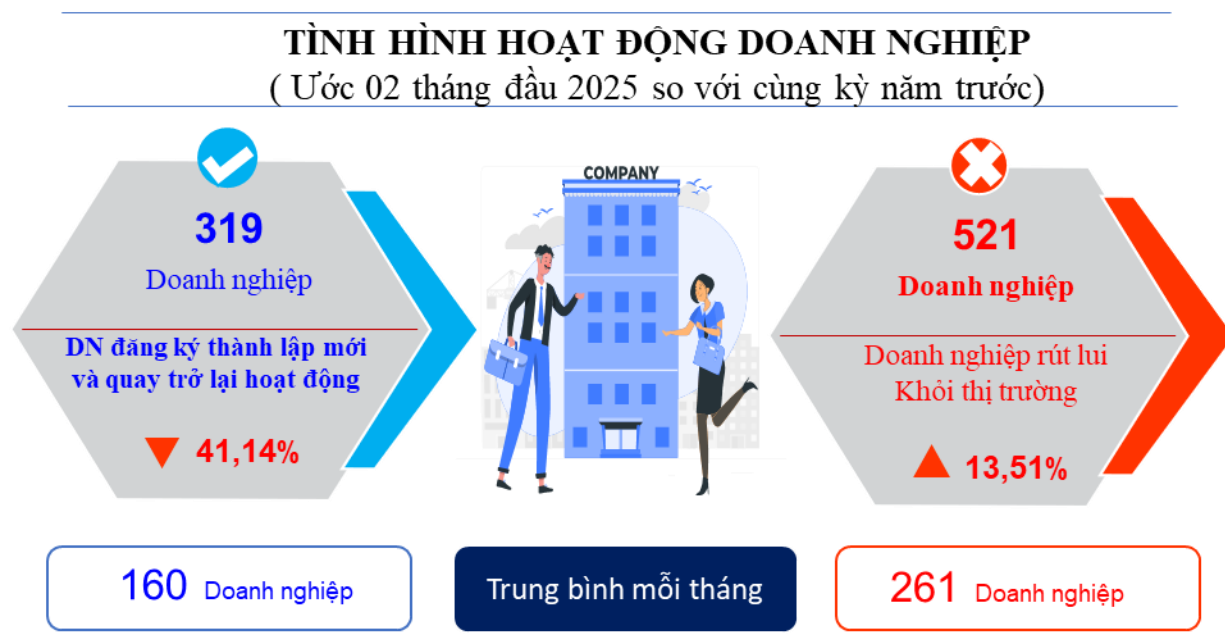 TÌNH HÌNH HOẠT ĐỘNG DOANH NGHIỆP
( Ước 02 tháng đầu 2025 so với cùng kỳ năm trước)
319
Doanh nghiệp
DN đăng ký thành lập mới
và quay trở lại hoạt động
41,14%
COMPANY
521
Doanh nghiệp
Doanh nghiệp rút lui
Khỏi thị trường
13,51%
160 Doanh nghiệp
Trung bình mỗi tháng
261 Doanh nghiệp